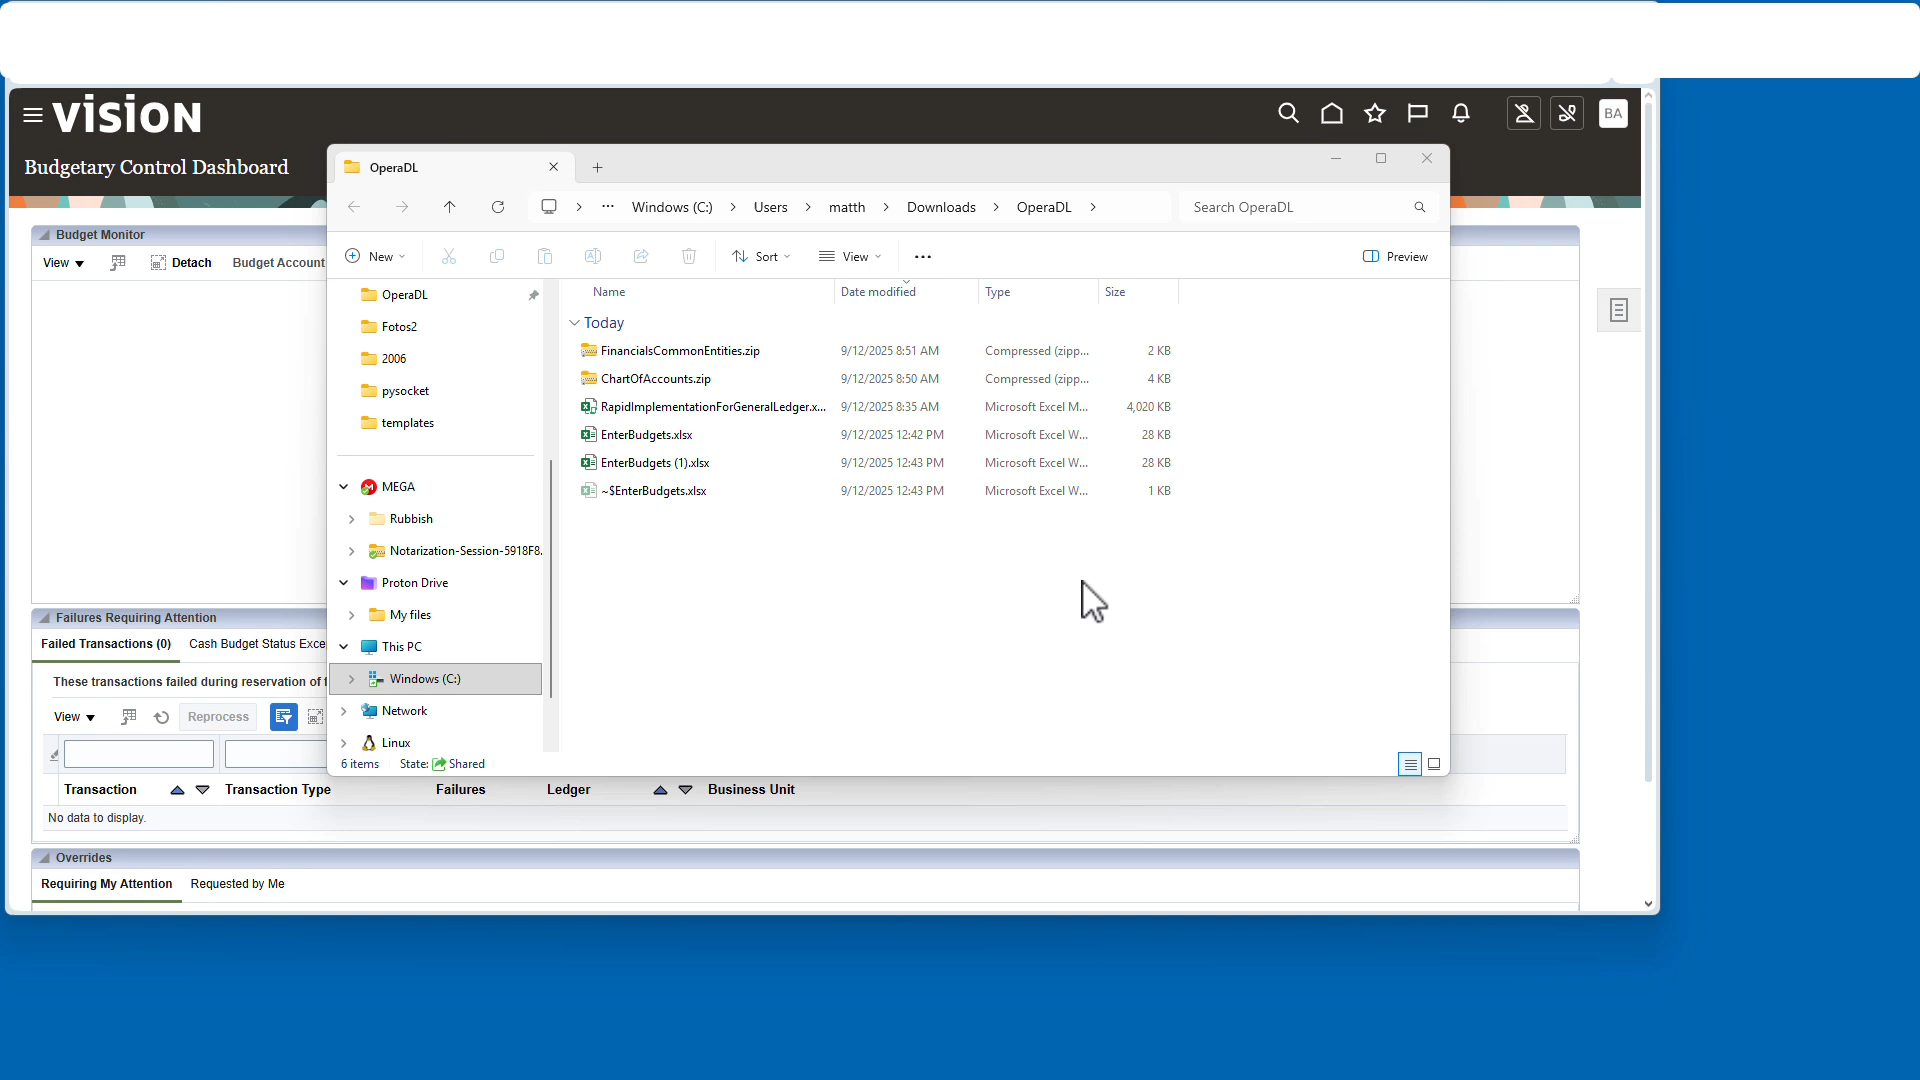 vision
BA
Budgetary Control Dashboard
OperaDL
Windows (C:) > Users > matth > Downloads > OperaDL >
Search OperaDL
New
Sort
View
Preview
Budget Monitor
View
Detach
Budget Account
OperaDL
Fotos2
2006
pysocket
templates
MEGA
Rubbish
Notarization-Session-5918F8.
Proton Drive
My files
This PC
Windows (C:)
Network
Linux
Name Date modified Type Size
Today
FinancialsCommonEntities.zip 9/12/2025 8:51 AM Compressed (zipp... 2 KB
ChartOfAccounts.zip 9/12/2025 8:50 AM Compressed (zipp... 4 KB
RapidImplementationForGeneralLedger.x... 9/12/2025 8:35 AM Microsoft Excel M... 4,020 KB
EnterBudgets.xlsx 9/12/2025 12:42 PM Microsoft Excel W... 28 KB
EnterBudgets (1).xlsx 9/12/2025 12:43 PM Microsoft Excel W... 28 KB
~$EnterBudgets.xlsx 9/12/2025 12:43 PM Microsoft Excel W... 1 KB
6 items State: Shared
Failures Requiring Attention
Failed Transactions (0) Cash Budget Status Exce
These transactions failed during reservation of
View
Reprocess
Transaction Transaction Type Failures Ledger Business Unit
No data to display.
Overrides
Requiring My Attention Requested by Me